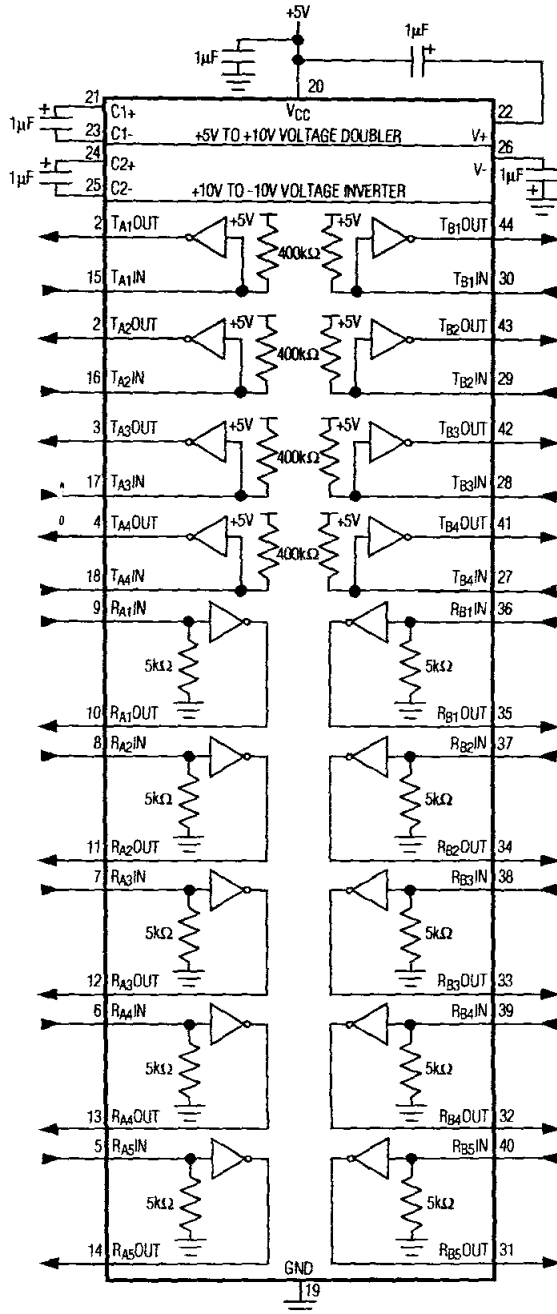 +5V
1µF
1µF
20
VCC
21 C1+
1µF
23 C1-
+5V TO +10V VOLTAGE DOUBLER
V+ 22
24 C2+
1µF
25 C2-
+10V TO -10V VOLTAGE INVERTER
26
V-
1µF
2 TA1OUT +5V +5V TB1OUT 44
400kΩ
15 TA1IN TB1IN 30
2 TA2OUT +5V +5V TB2OUT 43
400kΩ
16 TA2IN TB2IN 29
3 TA3OUT +5V +5V TB3OUT 42
400kΩ
17 TA3IN TB3IN 28
4 TA4OUT +5V +5V TB4OUT 41
400kΩ
18 TA4IN TB4IN 27
9 RA1IN RB1IN 36
5kΩ 5kΩ
10 RA1OUT RB1OUT 35
8 RA2IN RB2IN 37
5kΩ 5kΩ
11 RA2OUT RB2OUT 34
7 RA3IN RB3IN 38
5kΩ 5kΩ
12 RA3OUT RB3OUT 33
6 RA4IN RB4IN 39
5kΩ 5kΩ
13 RA4OUT RB4OUT 32
5 RA5IN RB5IN 40
5kΩ 5kΩ
14 RA5OUT RB5OUT 31
GND
19